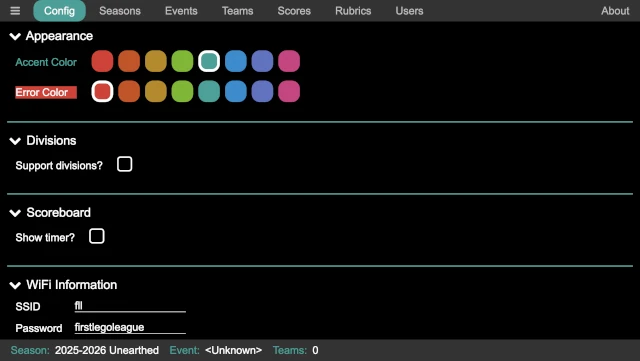 Config Seasons Events Teams Scores Rubrics Users About
Appearance
Accent Color
Error Color
Divisions
Support divisions?
Scoreboard
Show timer?
WiFi Information
SSID fll
Password firstlegoleague
Season: 2025-2026 Unearthed Event: <Unknown> Teams: 0